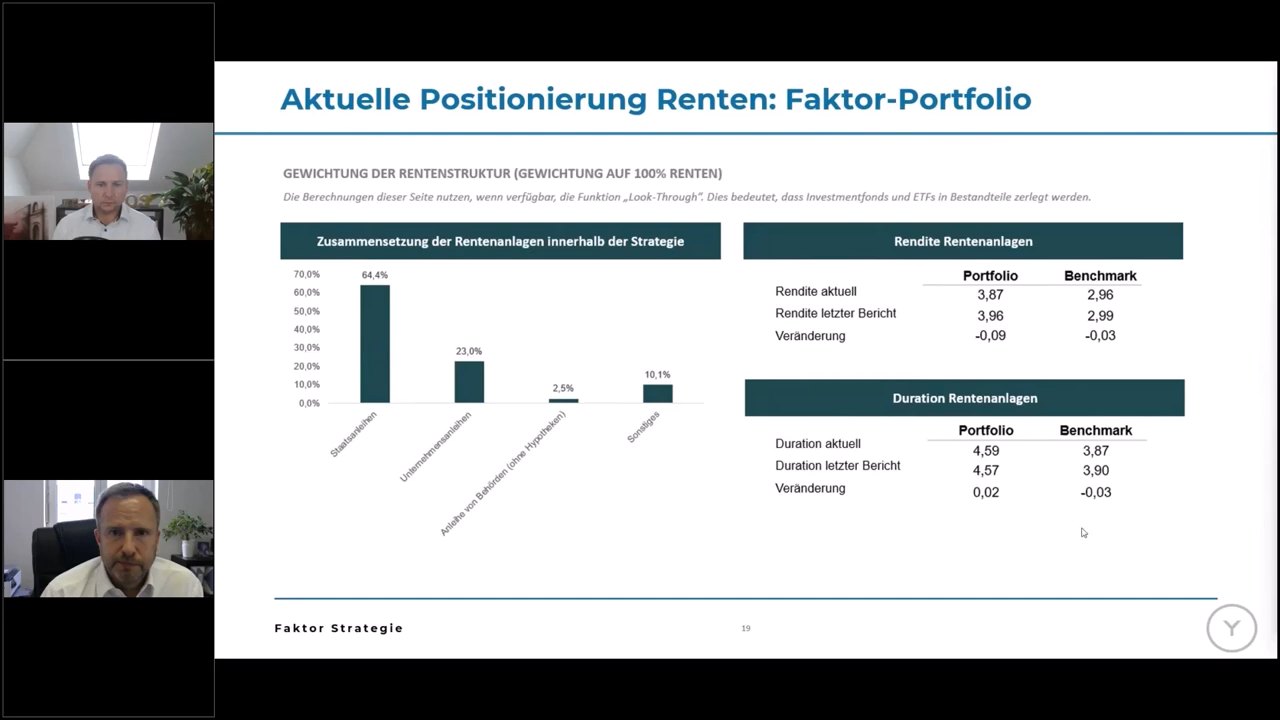 Aktuelle Positionierung Renten: Faktor-Portfolio
GEWICHTUNG DER RENTENSTRUKTUR (GEWICHTUNG AUF 100% RENTEN)
Die Berechnungen dieser Seite nutzen, wenn verfügbar, die Funktion „Look-Through". Dies bedeutet, dass Investmentfonds und ETFs in Bestandteile zerlegt werden.
Zusammensetzung der Rentenanlagen innerhalb der Strategie
70,0%
60,0%
50,0%
40,0%
30,0%
20,0%
10,0%
0,0%
64,4%
23,0%
2,5%
10,1%
Staatsanleihen
Unternehmensanleihen
Anleihe von Behörden (ohne Hypotheken)
Sonstiges
Rendite Rentenanlagen
Portfolio Benchmark
Rendite aktuell 3,87 2,96
Rendite letzter Bericht 3,96 2,99
Veränderung -0,09 -0,03
Duration Rentenanlagen
Portfolio Benchmark
Duration aktuell 4,59 3,87
Duration letzter Bericht 4,57 3,90
Veränderung 0,02 -0,03
Faktor Strategie
19
Y